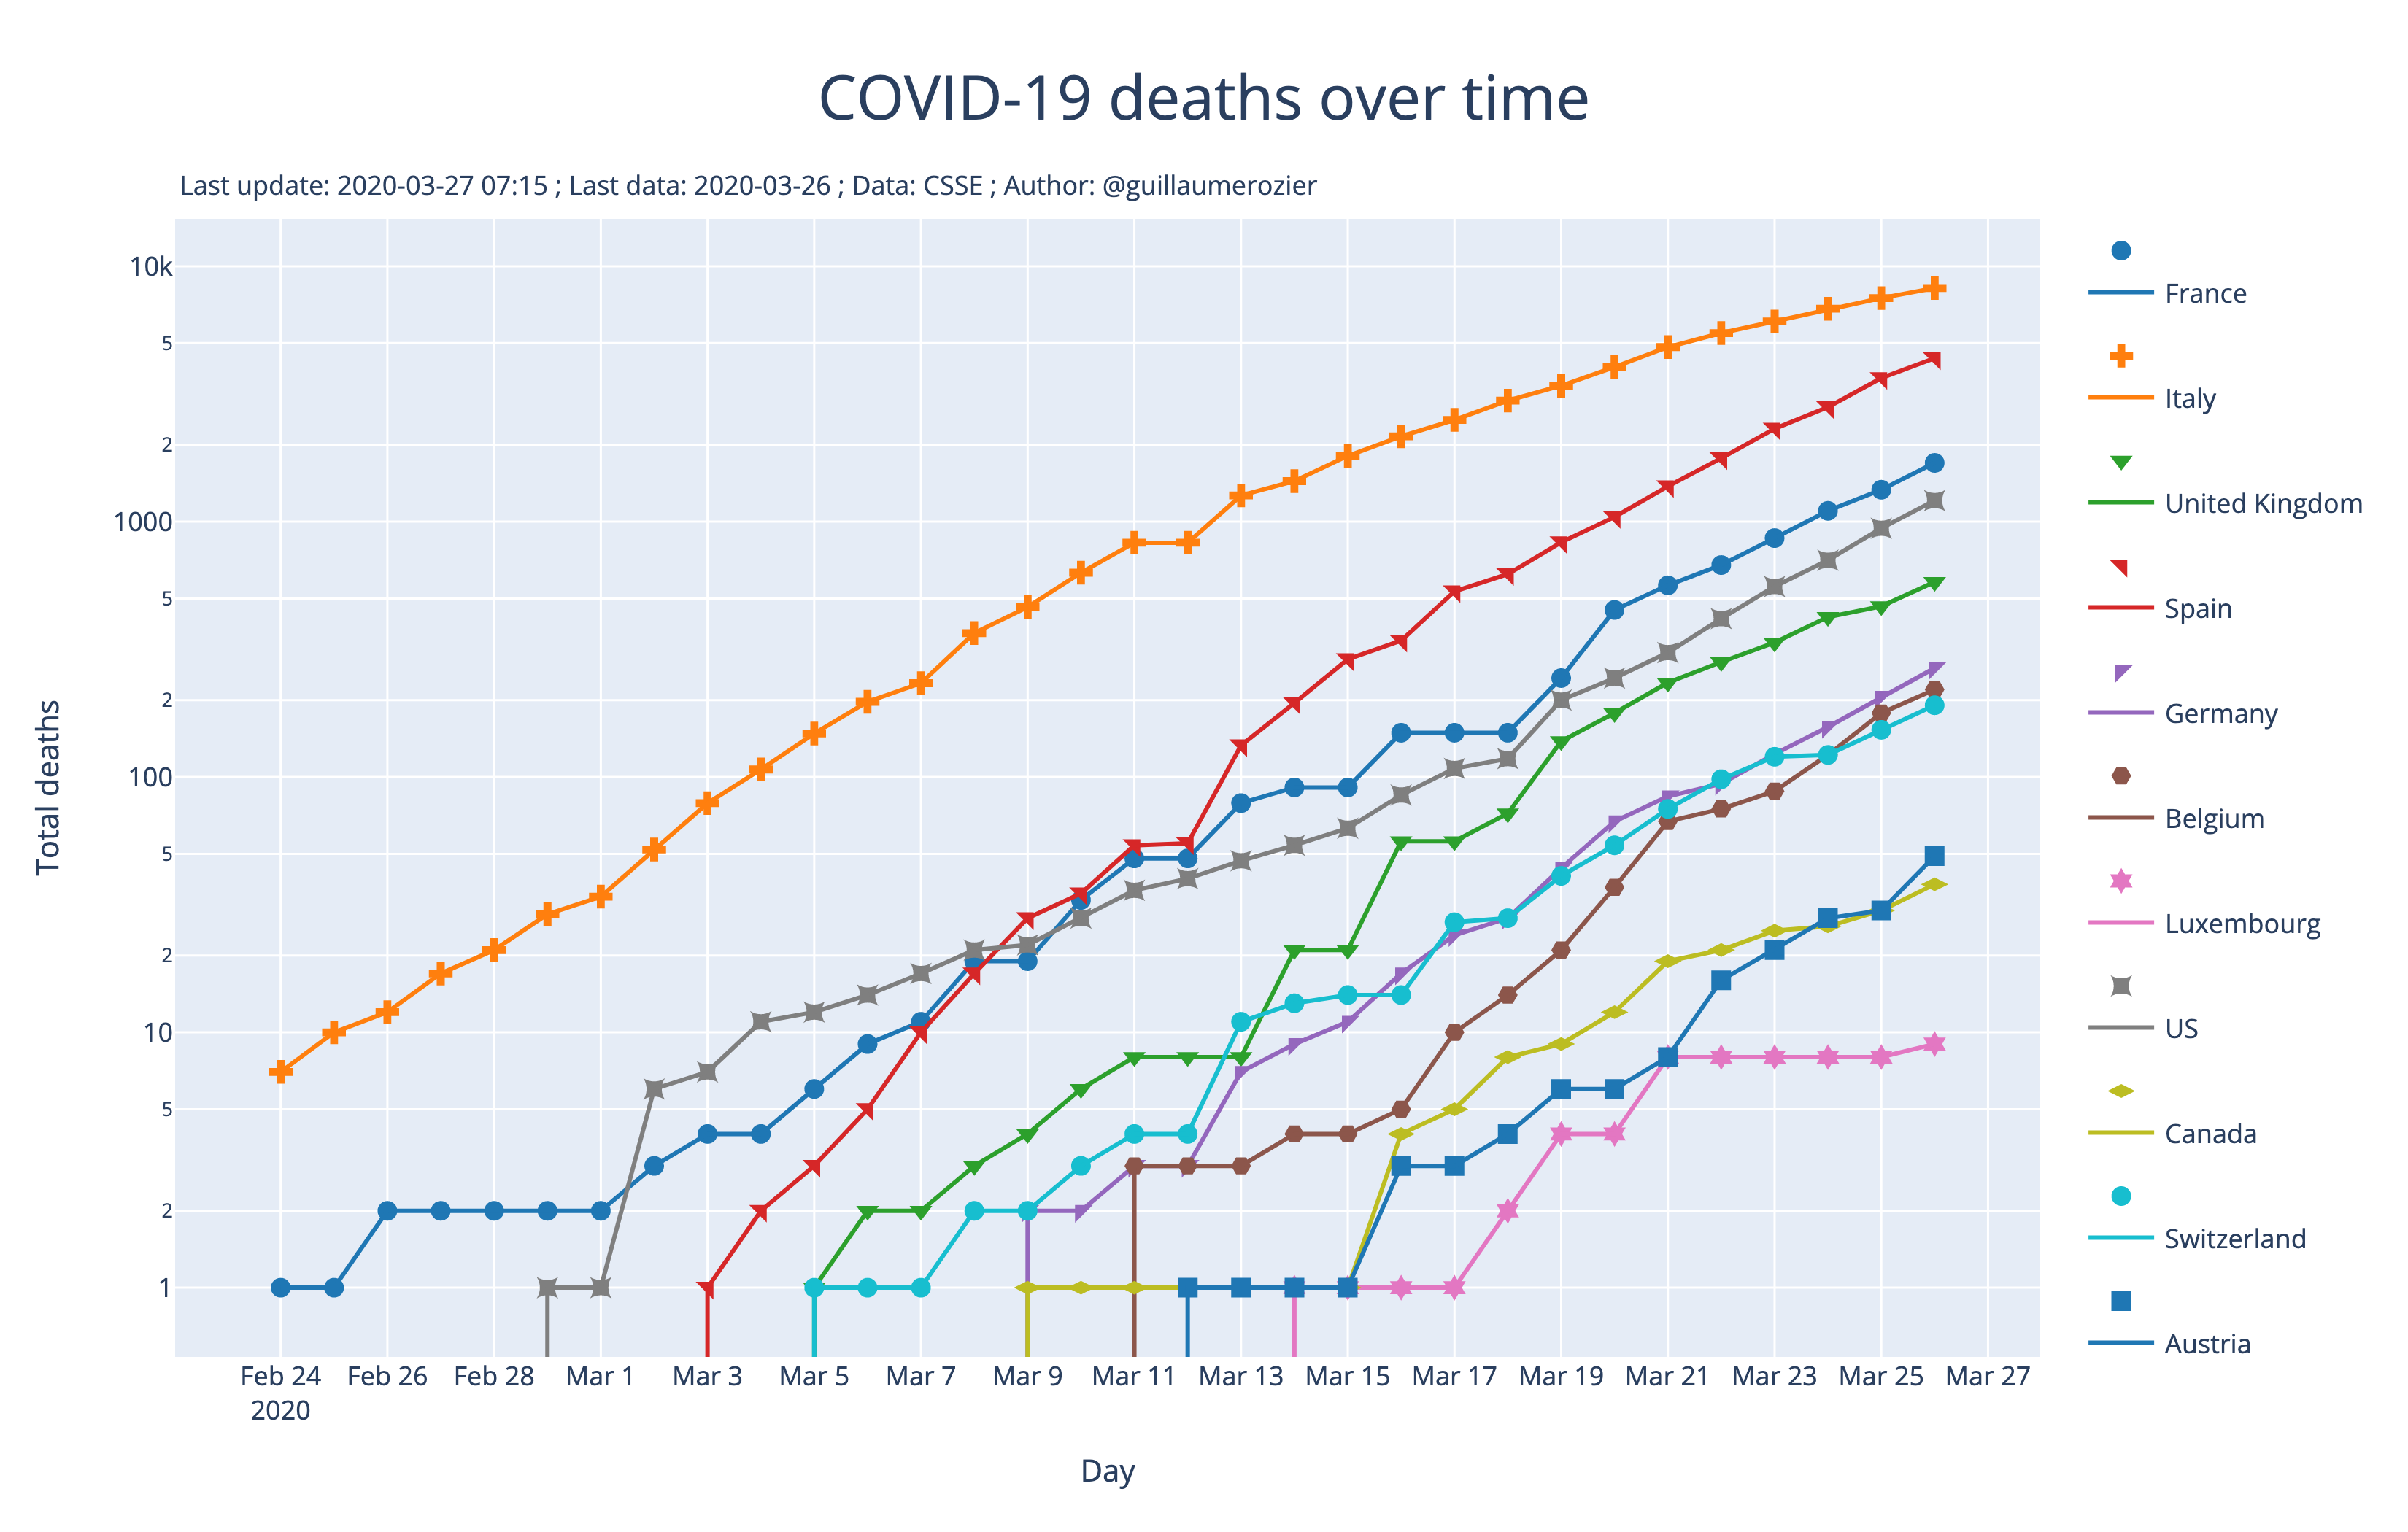 COVID-19 deaths over time
Last update: 2020-03-27 07:15 ; Last data: 2020-03-26 ; Data: CSSE ; Author: @guillaumerozier
Total deaths
10k
5
2
1000
5
2
100
5
2
10
5
2
1
Feb 24 Feb 26 Feb 28 Mar 1 Mar 3 Mar 5 Mar 7 Mar 9 Mar 11 Mar 13 Mar 15 Mar 17 Mar 19 Mar 21 Mar 23 Mar 25 Mar 27
2020
Day
France
Italy
United Kingdom
Spain
Germany
Belgium
Luxembourg
US
Canada
Switzerland
Austria